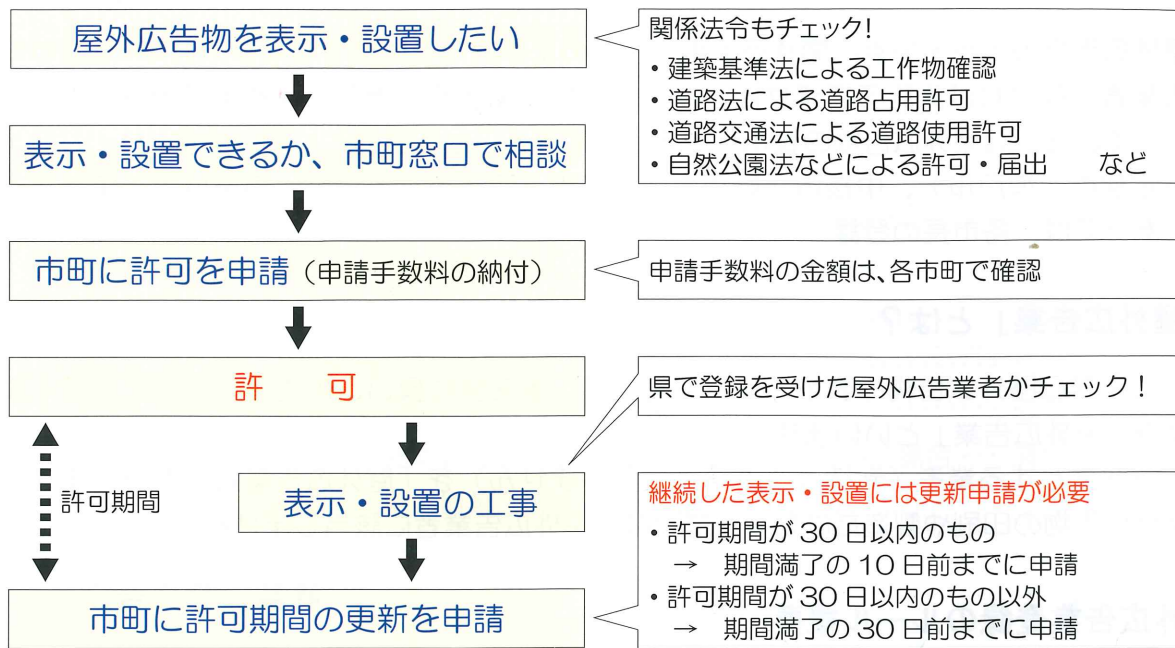 屋外広告物を表示・設置したい
関係法令もチェック!
・建築基準法による工作物確認
・道路法による道路占用許可
・道路交通法による道路使用許可
・自然公園法などによる許可・届出　　など
表示・設置できるか、市町窓口で相談
市町に許可を申請（申請手数料の納付）
申請手数料の金額は、各市町で確認
許　可
県で登録を受けた屋外広告業者かチェック！
許可期間
表示・設置の工事
継続した表示・設置には更新申請が必要
・許可期間が 30 日以内のもの
→　期間満了の 10 日前までに申請
・許可期間が 30 日以内のもの以外
→　期間満了の 30 日前までに申請
市町に許可期間の更新を申請